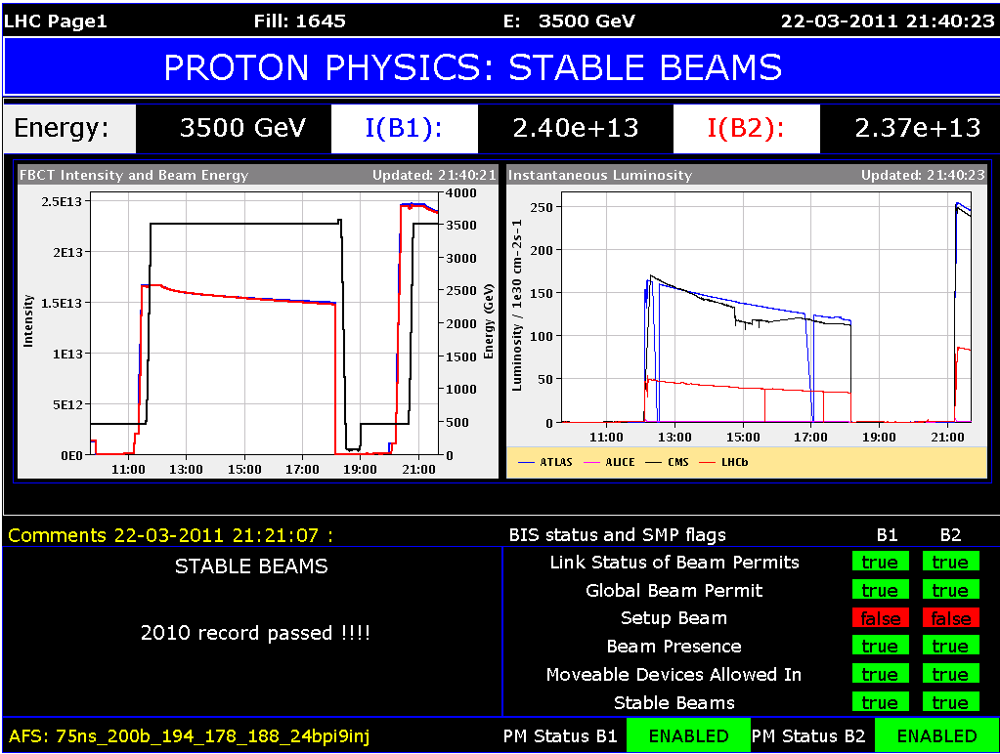 LHC Page1 Fill: 1645 E: 3500 GeV 22-03-2011 21:40:23
PROTON PHYSICS: STABLE BEAMS
Energy: 3500 GeV I(B1): 2.40e+13 I(B2): 2.37e+13
FBCT Intensity and Beam Energy Updated: 21:40:21
Intensity
2.5E13
2E13
1.5E13
1E13
5E12
0E0
4000
3500
3000
2500
2000
1500
1000
500
0
Energy (GeV)
11:00 13:00 15:00 17:00 19:00 21:00
Instantaneous Luminosity Updated: 21:40:23
Luminosity / 1e30 cm-2s-1
250
200
150
100
50
0
11:00 13:00 15:00 17:00 19:00 21:00
ATLAS ALICE CMS LHCb
Comments 22-03-2011 21:21:07 :
STABLE BEAMS
2010 record passed !!!!
BIS status and SMP flags B1 B2
Link Status of Beam Permits true true
Global Beam Permit true true
Setup Beam false false
Beam Presence true true
Moveable Devices Allowed In true true
Stable Beams true true
AFS: 75ns_200b_194_178_188_24bpi9inj PM Status B1 ENABLED PM Status B2 ENABLED